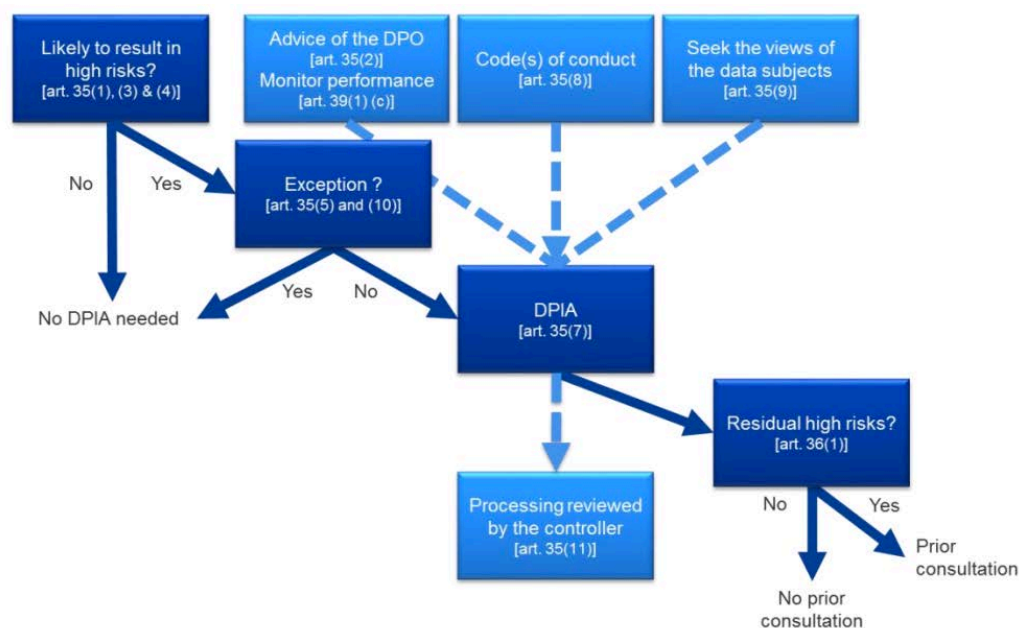 Likely to result in
high risks?
[art. 35(1), (3) & (4)]
Advice of the DPO
[art. 35(2)]
Monitor performance
[art. 39(1) (c)]
Code(s) of conduct
[art. 35(8)]
Seek the views of
the data subjects
[art. 35(9)]
No
Yes
Exception ?
[art. 35(5) and (10)]
Yes
No
No DPIA needed
DPIA
[art. 35(7)]
Residual high risks?
[art. 36(1)]
Processing reviewed
by the controller
[art. 35(11)]
No
Yes
Prior
consultation
No prior
consultation